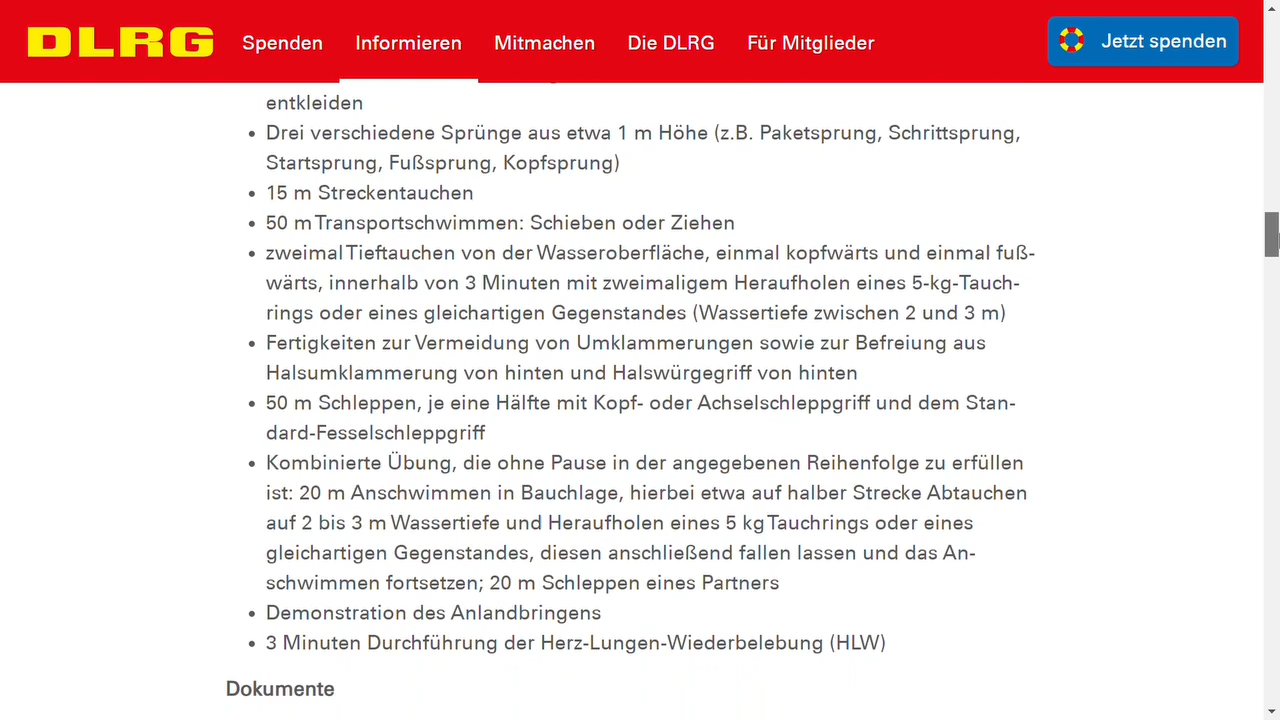 DLRG Spenden Informieren Mitmachen Die DLRG Für Mitglieder Jetzt spenden
entkleiden
• Drei verschiedene Sprünge aus etwa 1 m Höhe (z.B. Paketsprung, Schrittsprung,
Startsprung, Fußsprung, Kopfsprung)
• 15 m Streckentauchen
• 50 m Transportschwimmen: Schieben oder Ziehen
• zweimal Tieftauchen von der Wasseroberfläche, einmal kopfwärts und einmal fuß-
wärts, innerhalb von 3 Minuten mit zweimaligem Heraufholen eines 5-kg-Tauch-
rings oder eines gleichartigen Gegenstandes (Wassertiefe zwischen 2 und 3 m)
• Fertigkeiten zur Vermeidung von Umklammerungen sowie zur Befreiung aus
Halsumklammerung von hinten und Halswürgegriff von hinten
• 50 m Schleppen, je eine Hälfte mit Kopf- oder Achselschleppgriff und dem Stan-
dard-Fesselschleppgriff
• Kombinierte Übung, die ohne Pause in der angegebenen Reihenfolge zu erfüllen
ist: 20 m Anschwimmen in Bauchlage, hierbei etwa auf halber Strecke Abtauchen
auf 2 bis 3 m Wassertiefe und Heraufholen eines 5 kg Tauchrings oder eines
gleichartigen Gegenstandes, diesen anschließend fallen lassen und das An-
schwimmen fortsetzen; 20 m Schleppen eines Partners
• Demonstration des Anlandbringens
• 3 Minuten Durchführung der Herz-Lungen-Wiederbelebung (HLW)
Dokumente